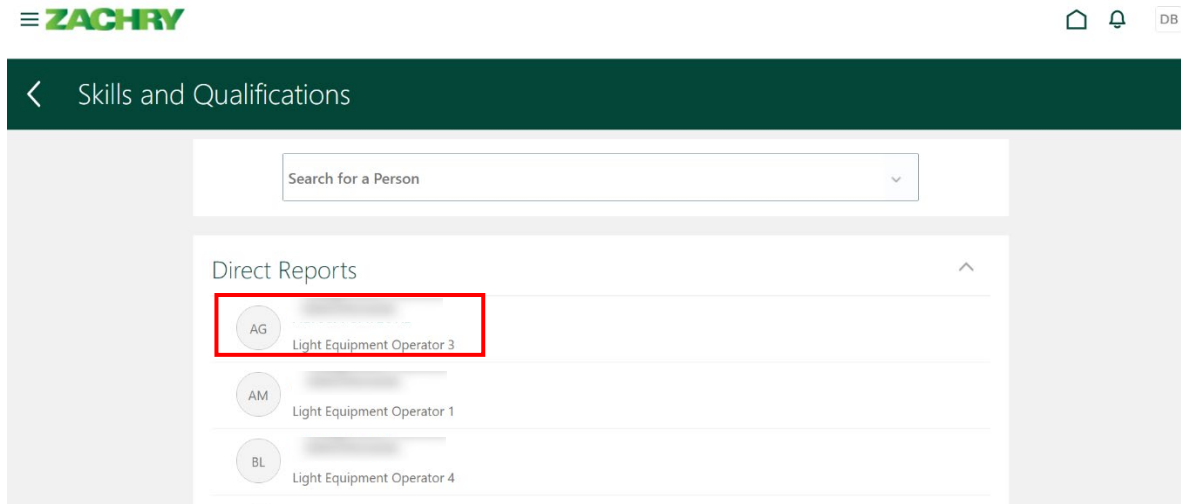 ZACHRY
DB
Skills and Qualifications
Search for a Person
Direct Reports
AG
Light Equipment Operator 3
AM
Light Equipment Operator 1
BL
Light Equipment Operator 4